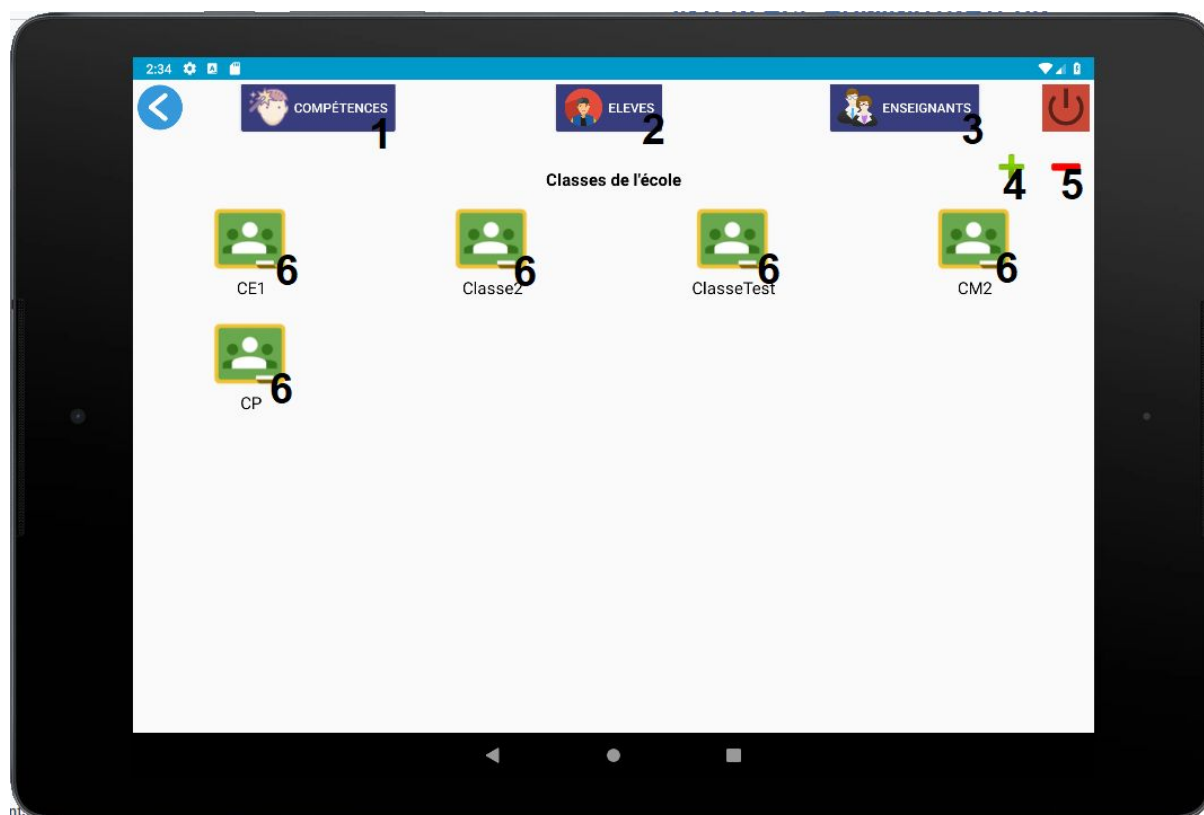 2:34
COMPÉTENCES 1
ELEVES 2
ENSEIGNANTS 3
Classes de l'école
4 5
6 6 6 6
CE1 Classe2 ClasseTest CM2
6
CP